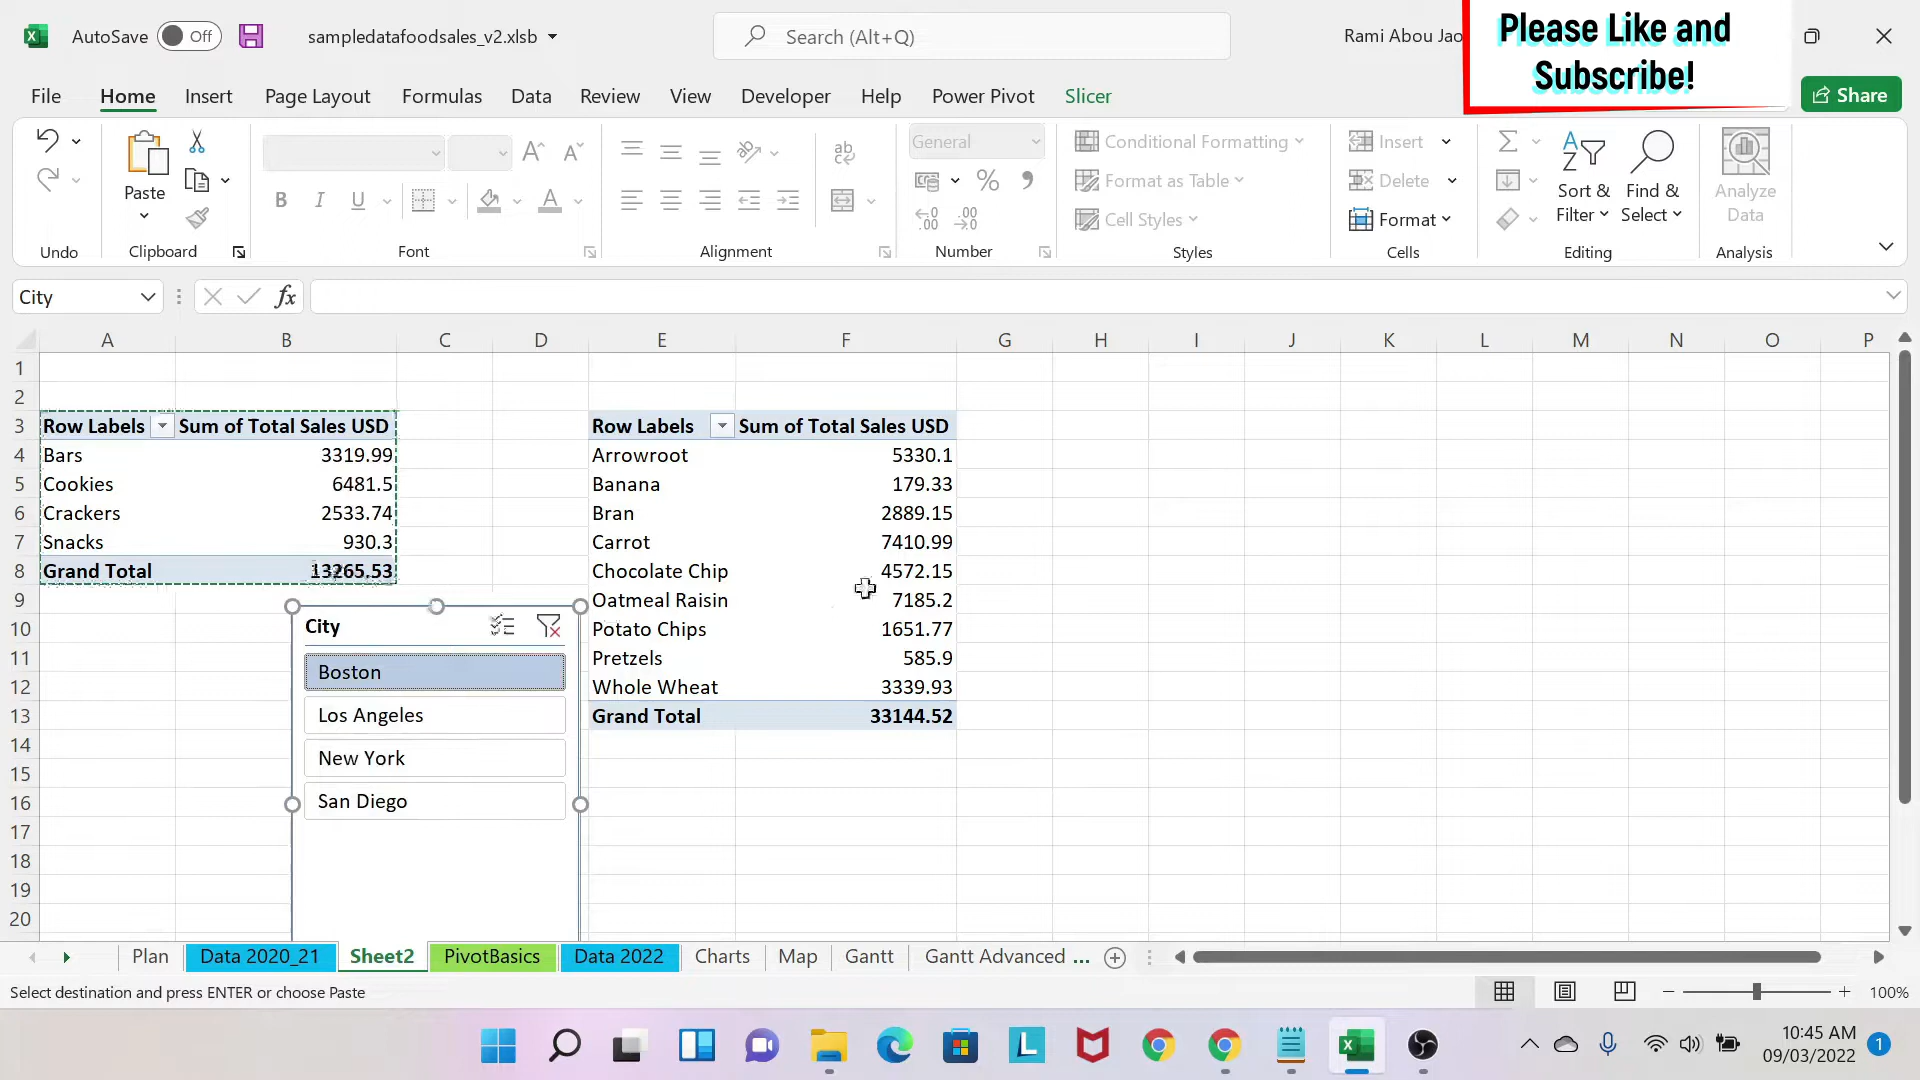 AutoSave Off sampledatafoodsales_v2.xlsb Search (Alt+Q) Rami Abou Jao
Please Like and
Subscribe!
File Home Insert Page Layout Formulas Data Review View Developer Help Power Pivot Slicer Share
Paste
General
Conditional Formatting
Format as Table
Cell Styles
Insert
Delete
Format
Sort &
Filter
Find &
Select
Analyze
Data
Undo Clipboard Font Alignment Number Styles Cells Editing Analysis
City fx
A B C D E F G H I J K L M N O P
1
2
3 Row Labels Sum of Total Sales USD Row Labels Sum of Total Sales USD
4 Bars 3319.99 Arrowroot 5330.1
5 Cookies 6481.5 Banana 179.33
6 Crackers 2533.74 Bran 2889.15
7 Snacks 930.3 Carrot 7410.99
8 Grand Total 13265.53 Chocolate Chip 4572.15
9 Oatmeal Raisin 7185.2
10 City Potato Chips 1651.77
11 Boston Pretzels 585.9
12 Whole Wheat 3339.93
13 Los Angeles Grand Total 33144.52
14
15 New York
16 San Diego
17
18
19
20
Plan Data 2020_21 Sheet2 PivotBasics Data 2022 Charts Map Gantt Gantt Advanced ...
Select destination and press ENTER or choose Paste 100%
10:45 AM
09/03/2022 1